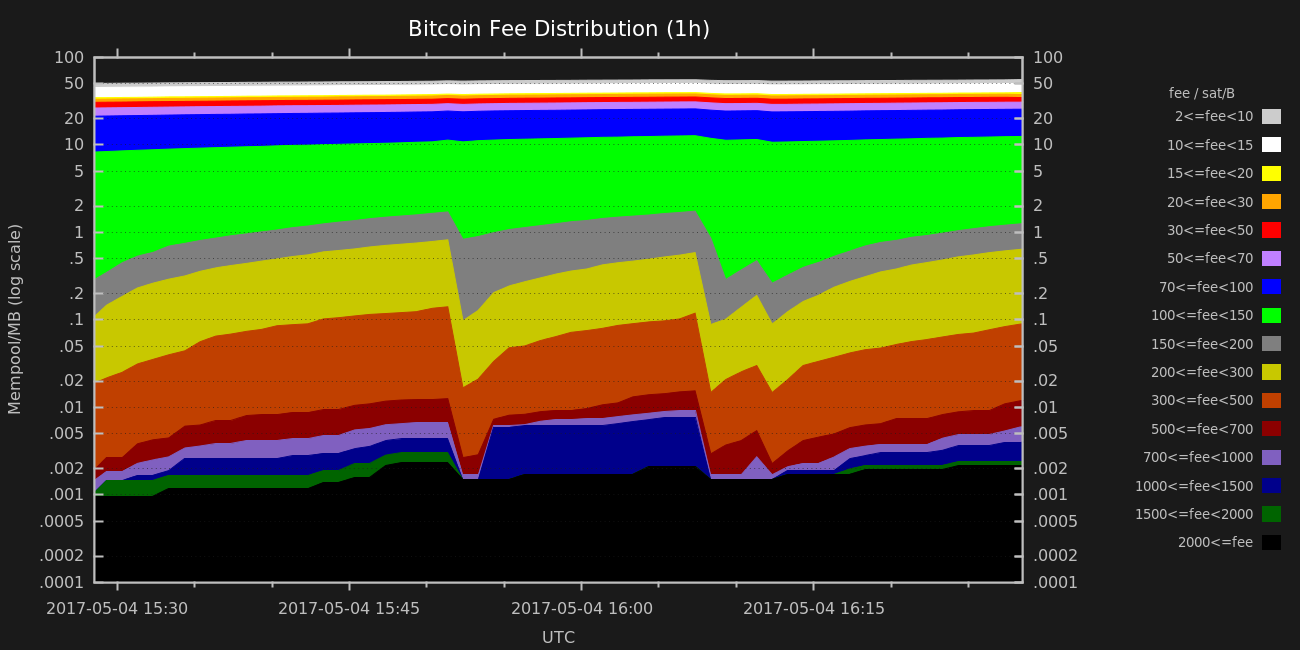 Bitcoin Fee Distribution (1h)
Mempool/MB (log scale)
100
50
20
10
5
2
1
.5
.2
.1
.05
.02
.01
.005
.002
.001
.0005
.0002
.0001
100
50
20
10
5
2
1
.5
.2
.1
.05
.02
.01
.005
.002
.001
.0005
.0002
.0001
2017-05-04 15:30
2017-05-04 15:45
2017-05-04 16:00
2017-05-04 16:15
UTC
fee / sat/B
2<=fee<10
10<=fee<15
15<=fee<20
20<=fee<30
30<=fee<50
50<=fee<70
70<=fee<100
100<=fee<150
150<=fee<200
200<=fee<300
300<=fee<500
500<=fee<700
700<=fee<1000
1000<=fee<1500
1500<=fee<2000
2000<=fee